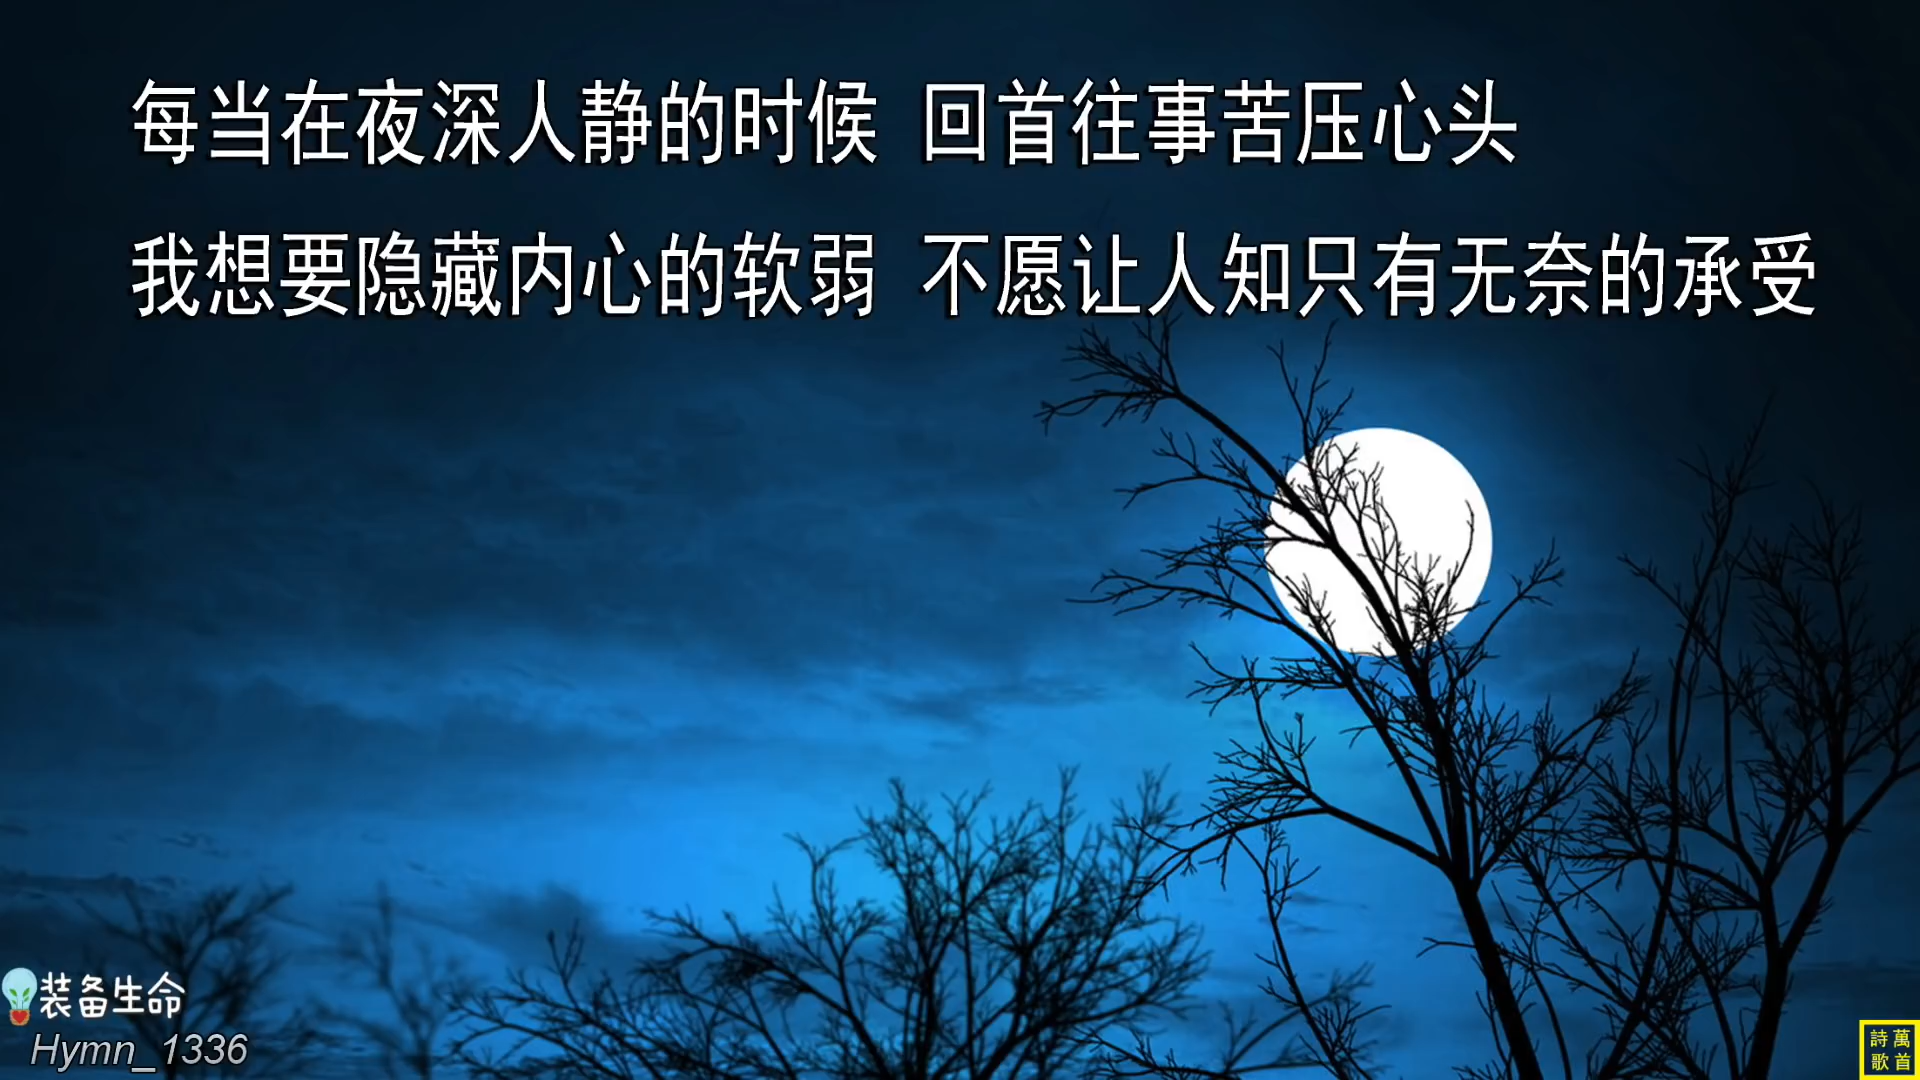 每当在夜深人静的时候 回首往事苦压心头
我想要隐藏内心的软弱 不愿让人知只有无奈的承受
装备生命
Hymn_1336
萬首
詩歌